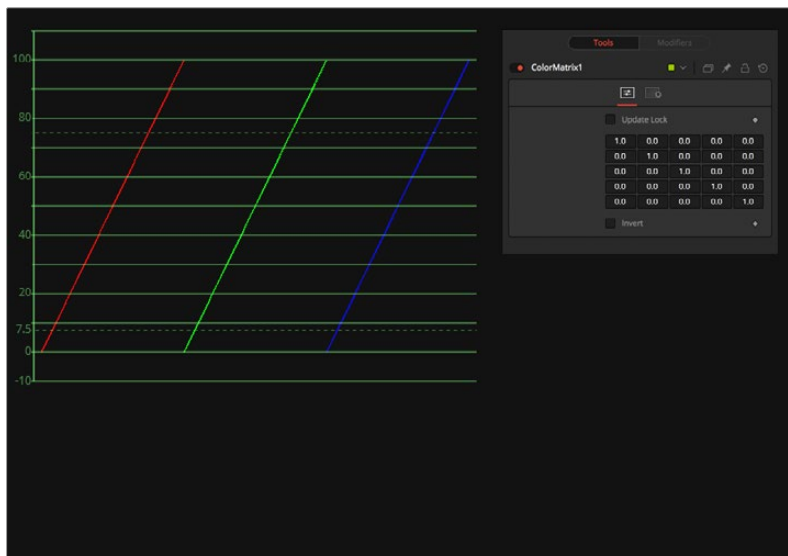 100
80
60
40
20
7.5
0
-10
Tools Modifiers
ColorMatrix1
Update Lock
1.0 0.0 0.0 0.0 0.0
0.0 1.0 0.0 0.0 0.0
0.0 0.0 1.0 0.0 0.0
0.0 0.0 0.0 1.0 0.0
0.0 0.0 0.0 0.0 1.0
Invert